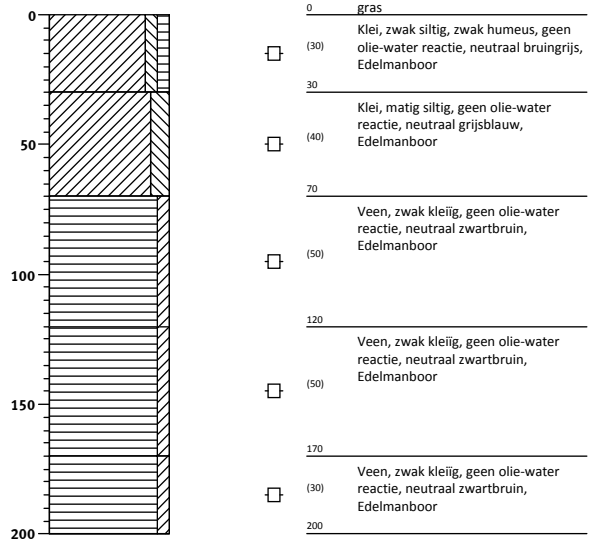 0
50
100
150
200
0 gras
(30) Klei, zwak siltig, zwak humeus, geen
olie-water reactie, neutraal bruingrijs,
Edelmanboor
30
Klei, matig siltig, geen olie-water
(40) reactie, neutraal grijsblauw,
Edelmanboor
70
Veen, zwak kleiïg, geen olie-water
reactie, neutraal zwartbruin,
Edelmanboor
(50)
120
Veen, zwak kleiïg, geen olie-water
reactie, neutraal zwartbruin,
Edelmanboor
(50)
170
Veen, zwak kleiïg, geen olie-water
(30) reactie, neutraal zwartbruin,
Edelmanboor
200